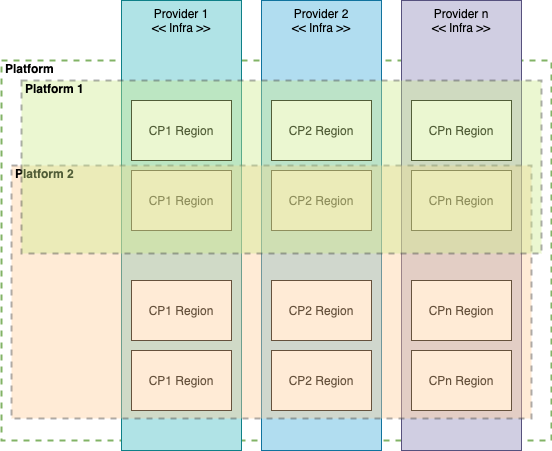 Provider 1
<< Infra >>
Provider 2
<< Infra >>
Provider n
<< Infra >>
Platform
Platform 1
CP1 Region
CP2 Region
CPn Region
Platform 2
CP1 Region
CP2 Region
CPn Region
CP1 Region
CP2 Region
CPn Region
CP1 Region
CP2 Region
CPn Region